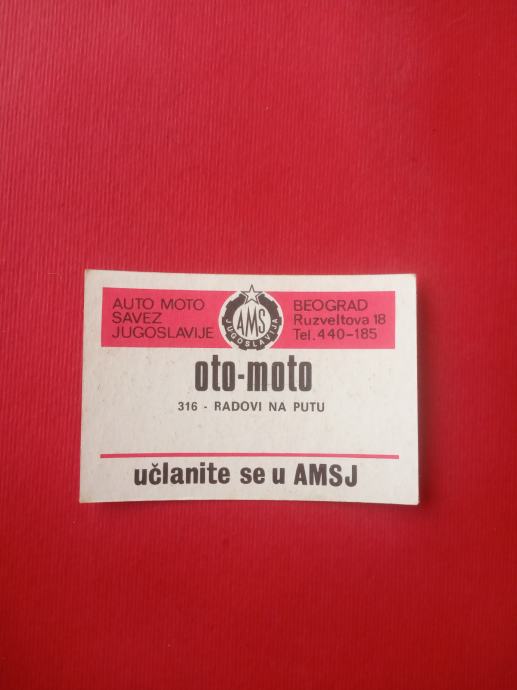 AUTO MOTO
SAVEZ
JUGOSLAVIJE
AMS
JUGOSLAVIJA
BEOGRAD
Ruzveltova 18
Tel. 440-185
oto-moto
316 - RADOVI NA PUTU
učlanite se u AMSJ